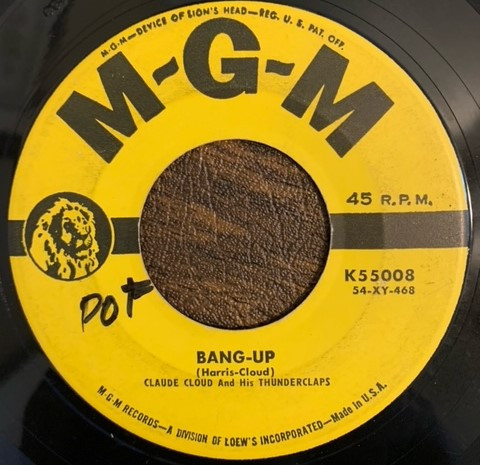 M-G-M—DEVICE OF LION'S HEAD—REG. U. S. PAT. OFF.
M-G-M
45 R.P.M.
K55008
54-XY-468
DOT
BANG-UP
(Harris-Cloud)
CLAUDE CLOUD And His THUNDERCLAPS
M-G-M RECORDS—A DIVISION OF LOEW'S INCORPORATED—Made in U.S.A.